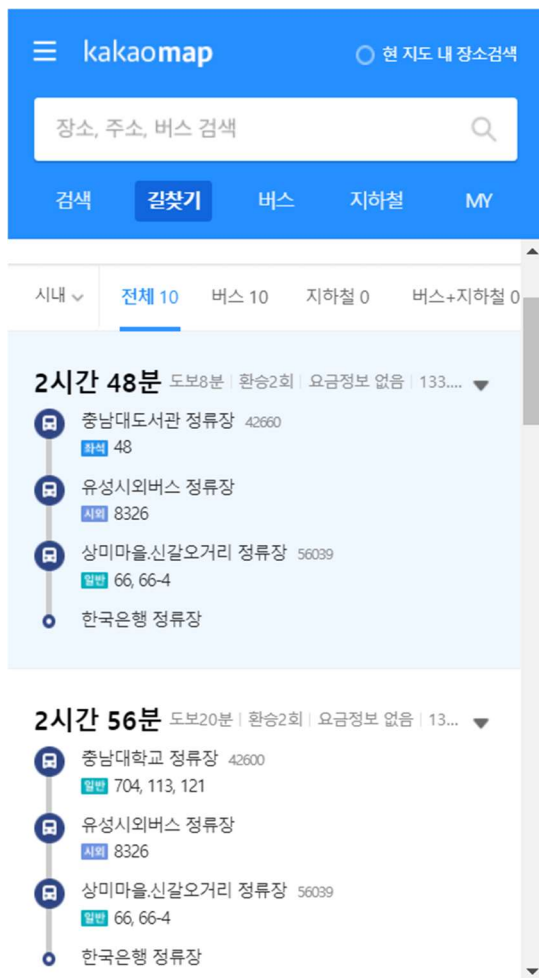 kakaomap
현 지도 내 장소검색
장소, 주소, 버스 검색
검색 길찾기 버스 지하철 MY
시내 전체 10 버스 10 지하철 0 버스+지하철 0
2시간 48분 도보8분 환승2회 요금정보 없음 133....
충남대도서관 정류장 42660
좌석 48
유성시외버스 정류장
시외 8326
상미마을.신갈오거리 정류장 56039
일반 66, 66-4
한국은행 정류장
2시간 56분 도보20분 환승2회 요금정보 없음 13...
충남대학교 정류장 42600
일반 704, 113, 121
유성시외버스 정류장
시외 8326
상미마을.신갈오거리 정류장 56039
일반 66, 66-4
한국은행 정류장